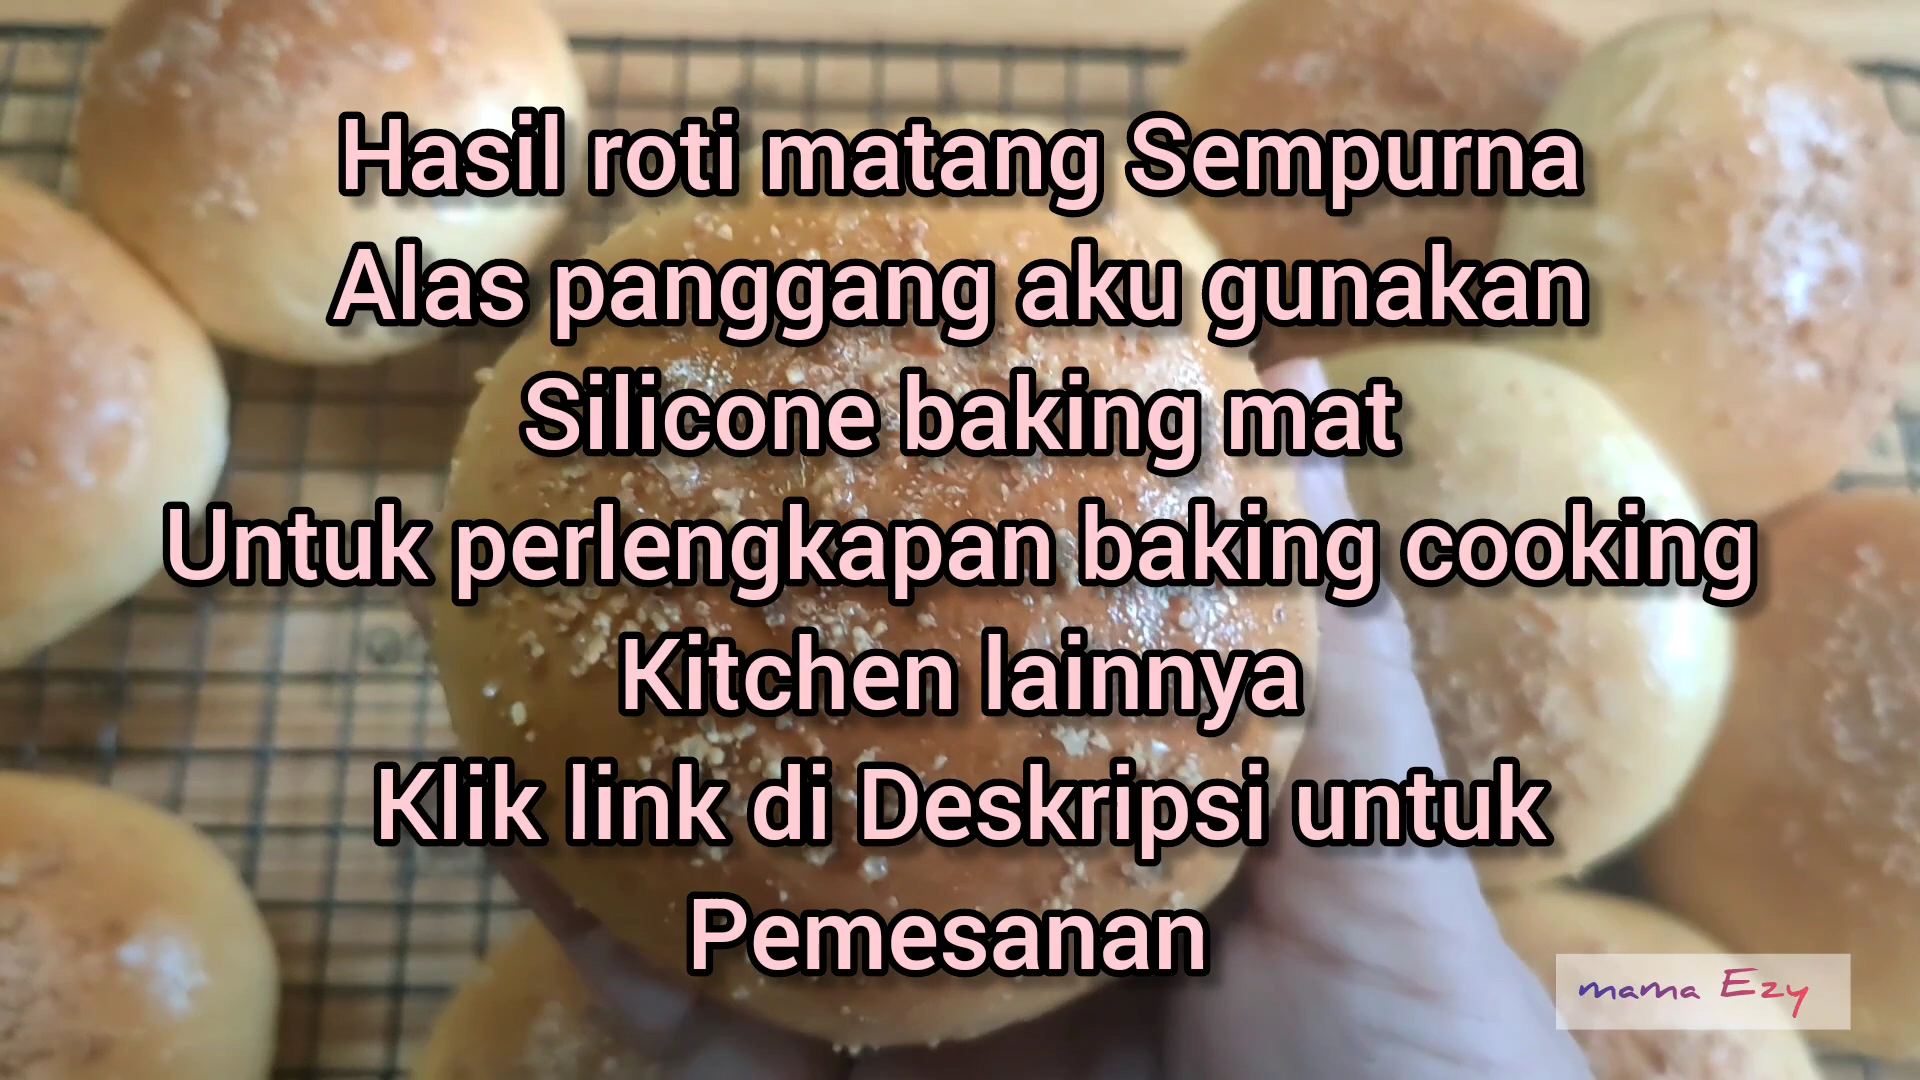 Hasil roti matang Sempurna
Alas panggang aku gunakan
Silicone baking mat
Untuk perlengkapan baking cooking
Kitchen lainnya
Klik link di Deskripsi untuk
Pemesanan
mama Ezy